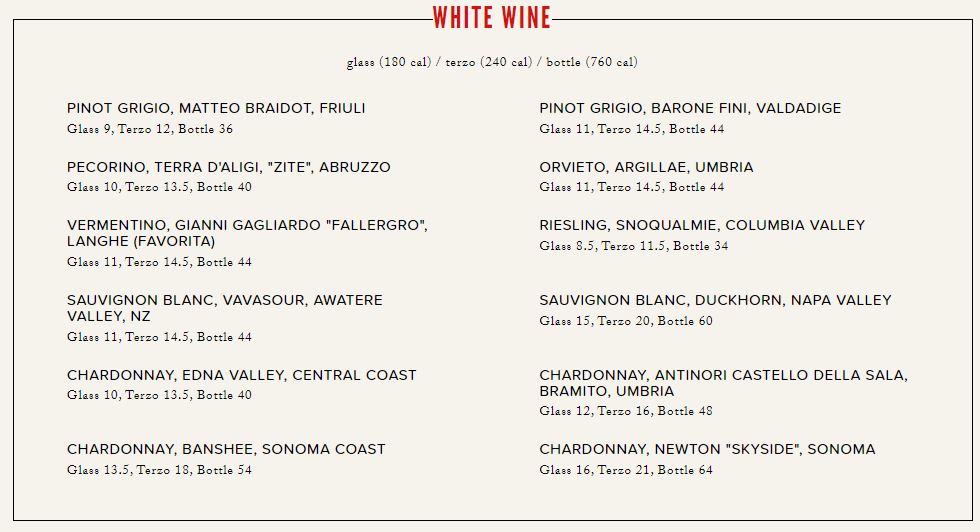 WHITE WINE
glass (180 cal) / terzo (240 cal) / bottle (760 cal)
PINOT GRIGIO, MATTEO BRAIDOT, FRIULI
Glass 9, Terzo 12, Bottle 36
PINOT GRIGIO, BARONE FINI, VALDADIGE
Glass 11, Terzo 14.5, Bottle 44
PECORINO, TERRA D'ALIGI, "ZITE", ABRUZZO
Glass 10, Terzo 13.5, Bottle 40
ORVIETO, ARGILLAE, UMBRIA
Glass 11, Terzo 14.5, Bottle 44
VERMENTINO, GIANNI GAGLIARDO "FALLERGRO",
LANGHE (FAVORITA)
Glass 11, Terzo 14.5, Bottle 44
RIESLING, SNOQUALMIE, COLUMBIA VALLEY
Glass 8.5, Terzo 11.5, Bottle 34
SAUVIGNON BLANC, VAVASOUR, AWATERE
VALLEY, NZ
Glass 11, Terzo 14.5, Bottle 44
SAUVIGNON BLANC, DUCKHORN, NAPA VALLEY
Glass 15, Terzo 20, Bottle 60
CHARDONNAY, EDNA VALLEY, CENTRAL COAST
Glass 10, Terzo 13.5, Bottle 40
CHARDONNAY, ANTINORI CASTELLO DELLA SALA,
BRAMITO, UMBRIA
Glass 12, Terzo 16, Bottle 48
CHARDONNAY, BANSHEE, SONOMA COAST
Glass 13.5, Terzo 18, Bottle 54
CHARDONNAY, NEWTON "SKYSIDE", SONOMA
Glass 16, Terzo 21, Bottle 64